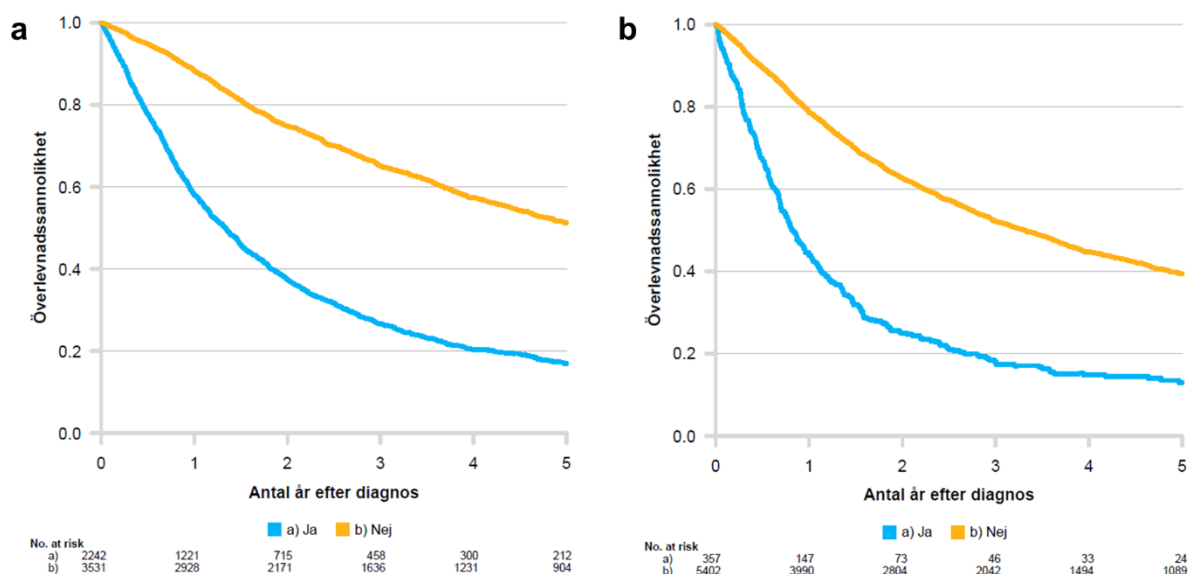 a
1.0
0.8
0.6
0.4
0.2
0.0
Överlevnadssannolikhet
0 1 2 3 4 5
Antal år efter diagnos
a) Ja b) Nej
No. at risk
a) 2242 1221 715 458 300 212
b) 3531 2928 2171 1636 1231 904
b
1.0
0.8
0.6
0.4
0.2
0.0
Överlevnadssannolikhet
0 1 2 3 4 5
Antal år efter diagnos
a) Ja b) Nej
No. at risk
a) 357 147 73 46 33 24
b) 5402 3990 2804 2042 1494 1089